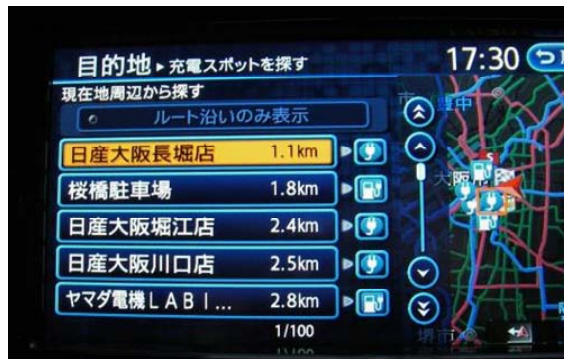 目的地▶充電スポットを探す
17:30
現在地周辺から探す
ルート沿いのみ表示
日産大阪長堀店 1.1km
桜橋駐車場 1.8km
日産大阪堀江店 2.4km
日産大阪川口店 2.5km
ヤマダ電機ＬＡＢＩ... 2.8km
1/100
豊中
大阪
堺市